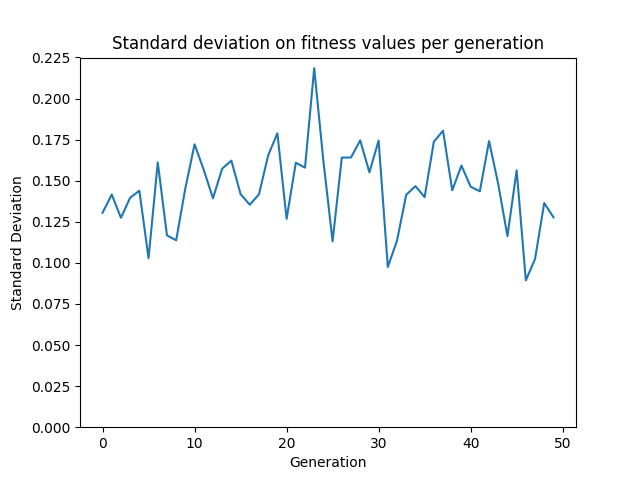 Standard deviation on fitness values per generation
0.225
0.200
0.175
0.150
0.125
0.100
0.075
0.050
0.025
0.000
Standard Deviation
0 10 20 30 40 50
Generation